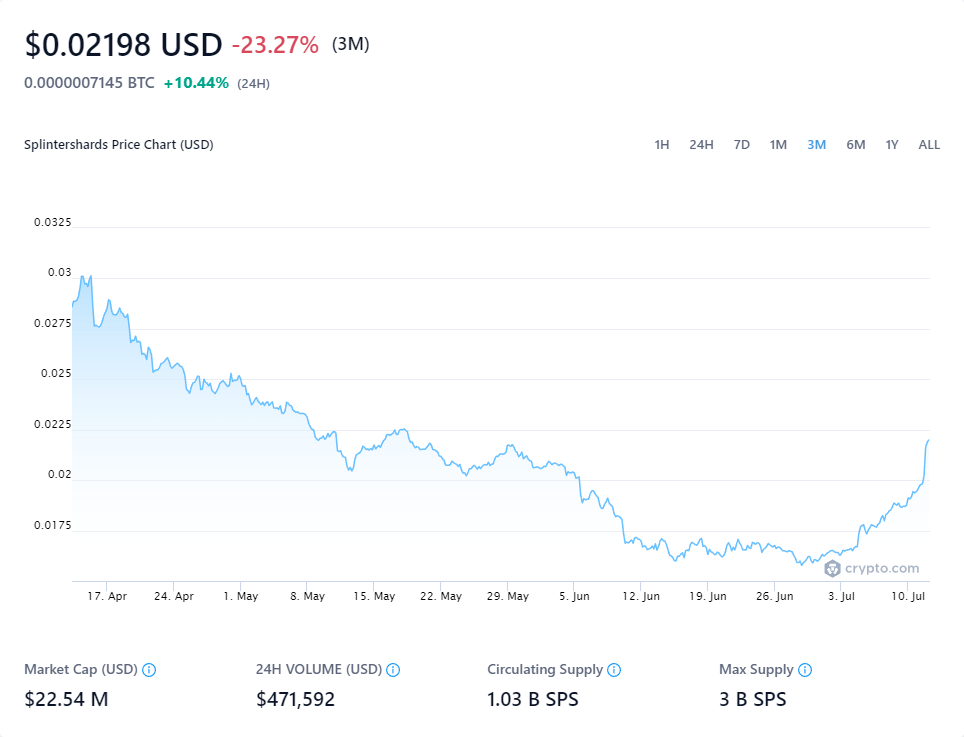 $0.02198 USD -23.27% (3M)
0.0000007145 BTC +10.44% (24H)
Splintershards Price Chart (USD) 1H 24H 7D 1M 3M 6M 1Y ALL
0.0325
0.03
0.0275
0.025
0.0225
0.02
0.0175
crypto.com
17. Apr 24. Apr 1. May 8. May 15. May 22. May 29. May 5. Jun 12. Jun 19. Jun 26. Jun 3. Jul 10. Jul
Market Cap (USD) 24H VOLUME (USD) Circulating Supply Max Supply
$22.54 M $471,592 1.03 B SPS 3 B SPS